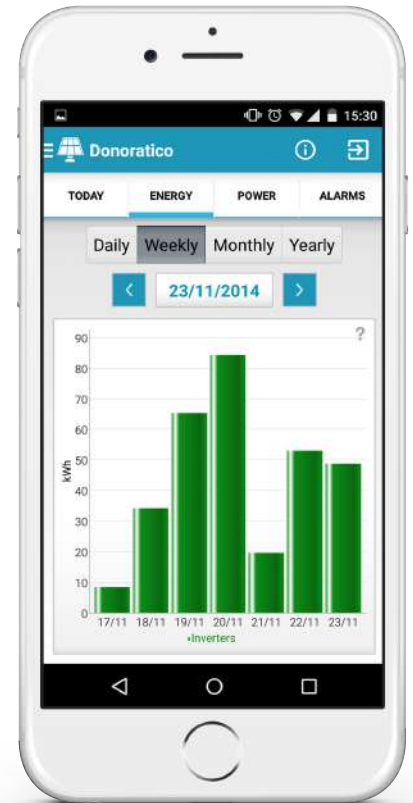 15:30
Donoratico
TODAY ENERGY POWER ALARMS
Daily Weekly Monthly Yearly
< 23/11/2014 >
?
90
80
70
60
50
40
30
20
10
0
kWh
17/11 18/11 19/11 20/11 21/11 22/11 23/11
•Inverters